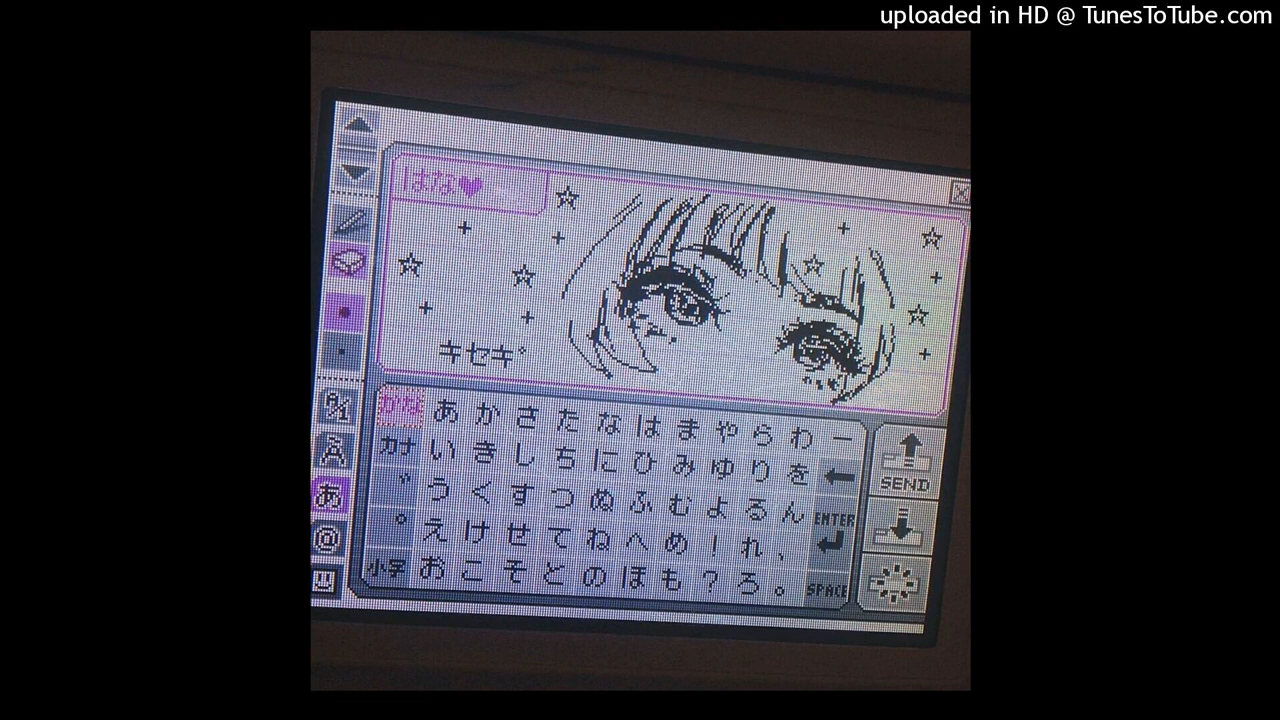 uploaded in HD @ TunesToTube.com
はな♥
キセキ°
かな あ か さ た な は ま や ら わ ー
カナ い き し ち に ひ み ゆ り を ←
゛ う く す つ ぬ ふ む よ る ん ENTER
゜ え け せ て ね へ め ! れ 、
小字 お こ そ と の ほ も ? ろ 。 SPACE
あ
@
SEND